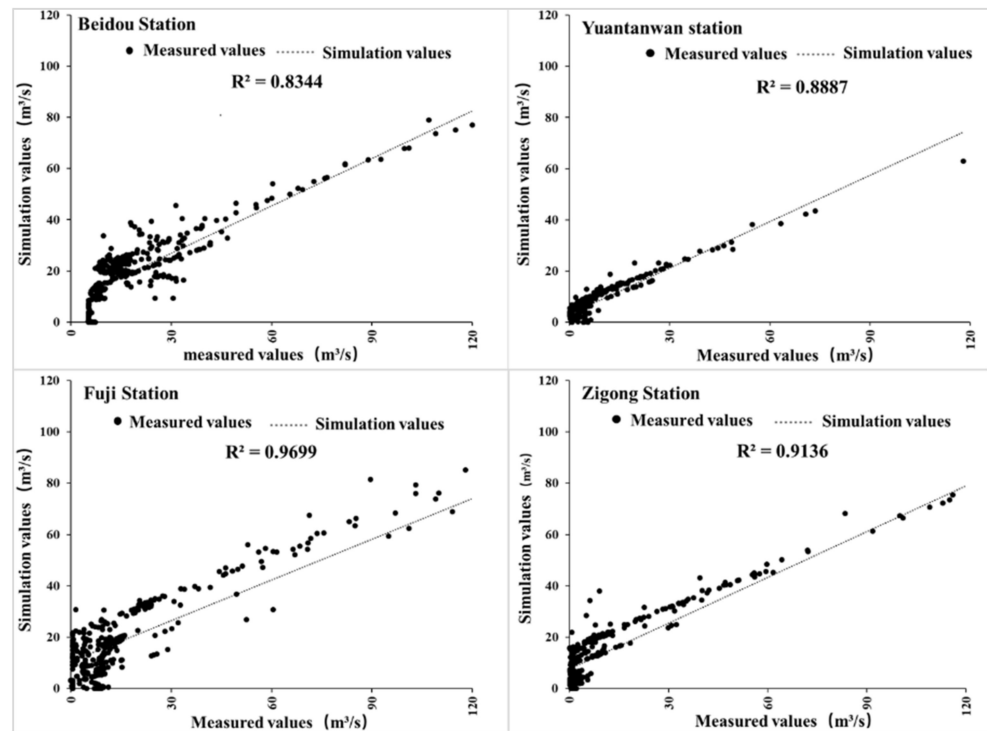 Beidou Station
Measured values
Simulation values
R² = 0.8344
Simulation values (m³/s)
120
100
80
60
40
20
0
0
30
60
90
120
measured values (m³/s)
Yuantanwan station
Measured values
Simulation values
R² = 0.8887
Simulation values (m³/s)
120
100
80
60
40
20
0
0
30
60
90
120
Measured values (m³/s)
Fuji Station
Measured values
Simulation values
R² = 0.9699
Simulation values (m³/s)
120
100
80
60
40
20
0
0
30
60
90
120
Measured values (m³/s)
Zigong Station
Measured values
Simulation values
R² = 0.9136
Simulation values (m³/s)
120
100
80
60
40
20
0
0
30
60
90
120
Measured values (m³/s)